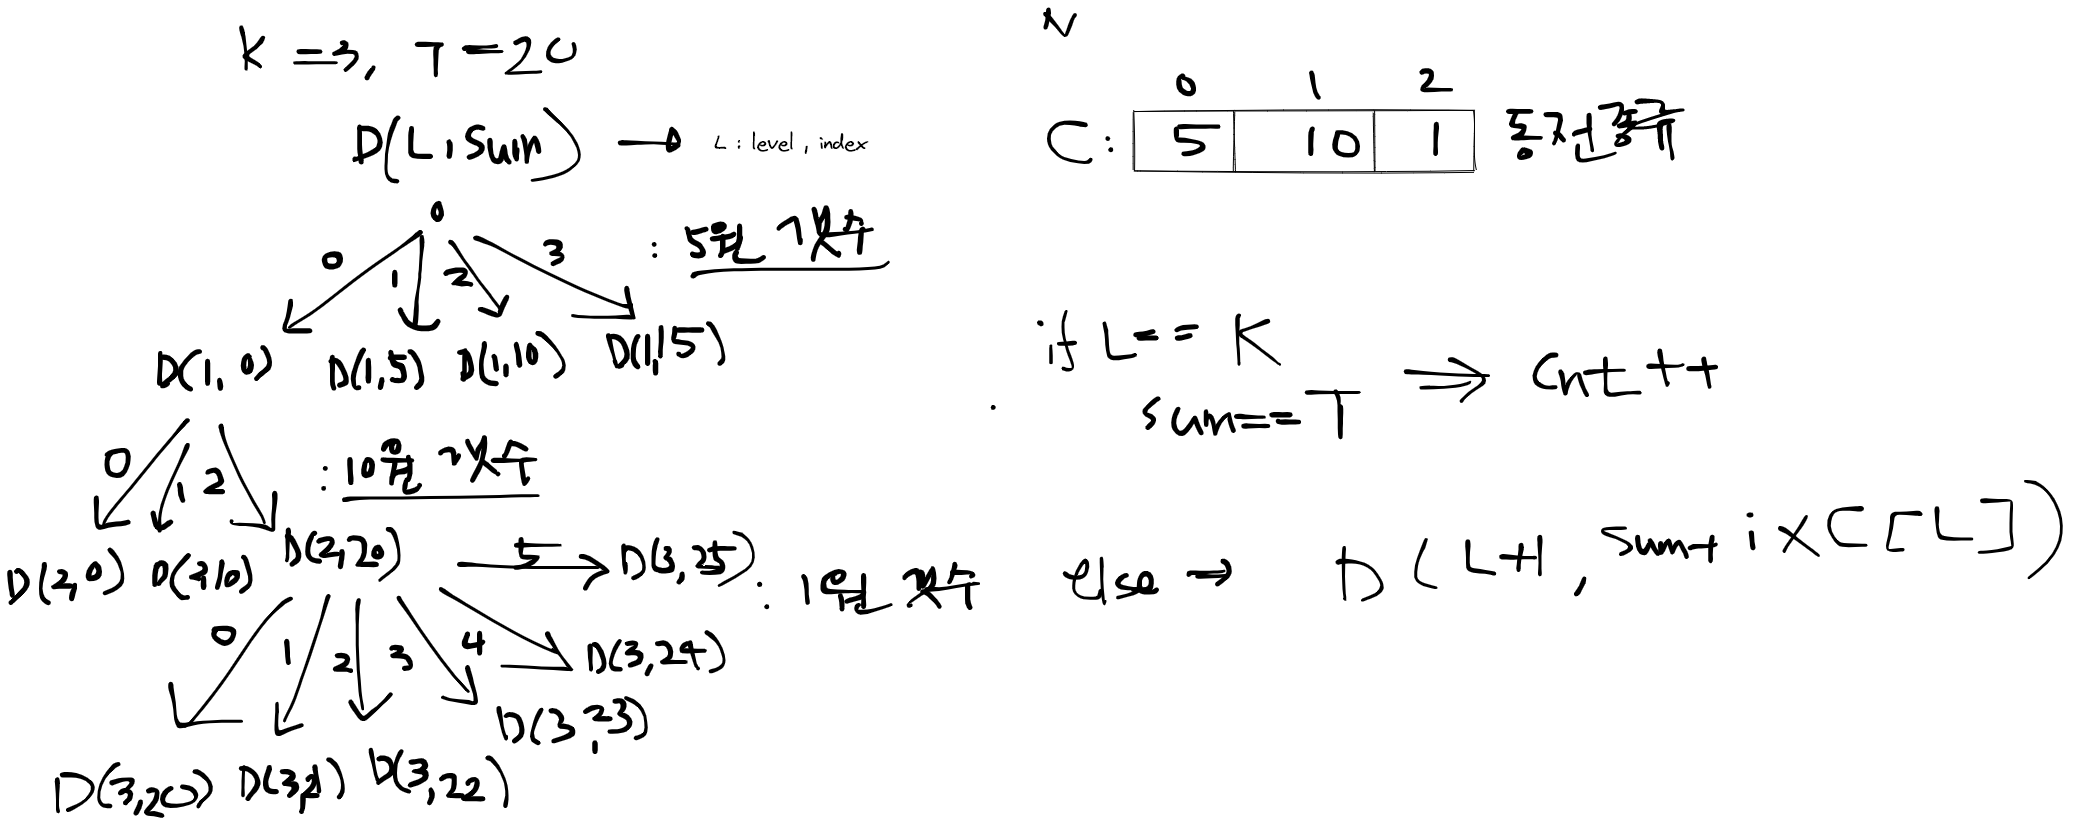 K = 3, T = 20
D(L, Sum) → L : level, index
0
0 1 2 3 : 5원 갯수
D(1, 0) D(1,5) D(1,10) D(1,15)
0 1 2 : 10원 갯수
D(2,0) D(2,10) D(2,20) 5 D(3,25) : 1원 갯수
0 1 2 3 4 D(3,24)
D(3,23)
D(3,20) D(3,21) D(3,22)
N
0 1 2
C: 5 10 1 동전종류
if L == K
sum == T ⇒ Cnt++
else → D(L+1, sum+i×C[L])